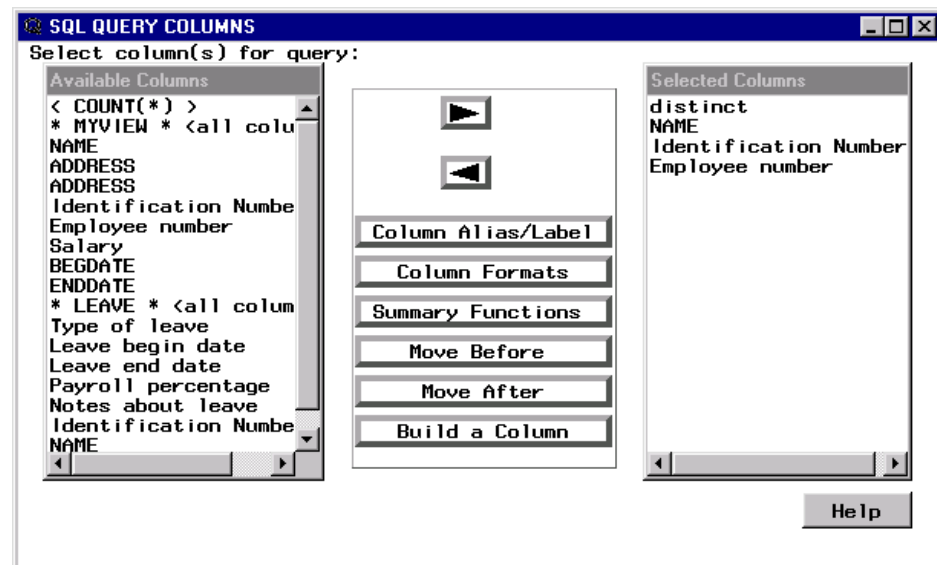 SQL QUERY COLUMNS
Select column(s) for query:
Available Columns
< COUNT(*) >
* MYVIEW * <all colu
NAME
ADDRESS
ADDRESS
Identification Numbe
Employee number
Salary
BEGDATE
ENDDATE
* LEAVE * <all colum
Type of leave
Leave begin date
Leave end date
Payroll percentage
Notes about leave
Identification Numbe
NAME
Column Alias/Label
Column Formats
Summary Functions
Move Before
Move After
Build a Column
Selected Columns
distinct
NAME
Identification Number
Employee number
Help